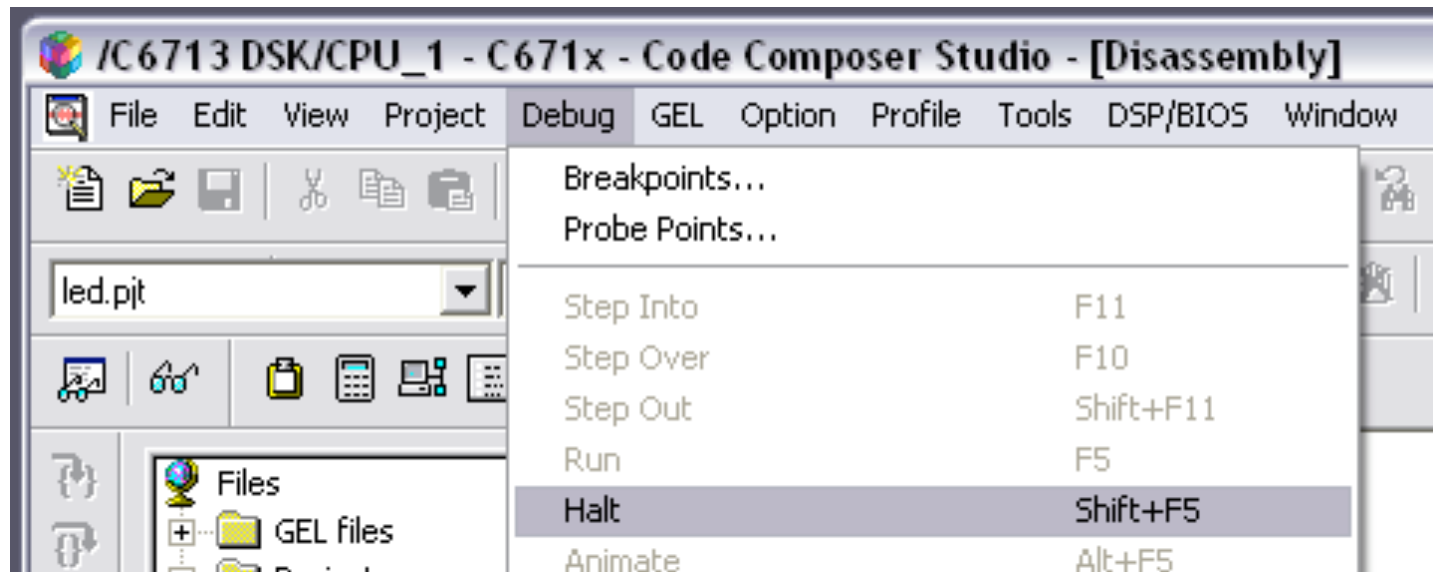 /C6713 DSK/CPU_1 - C671x - Code Composer Studio - [Disassembly]
File Edit View Project Debug GEL Option Profile Tools DSP/BIOS Window
Breakpoints...
Probe Points...
led.pjt
Step Into F11
Step Over F10
Step Out Shift+F11
Run F5
Files
Halt Shift+F5
GEL files
Animate Alt+F5